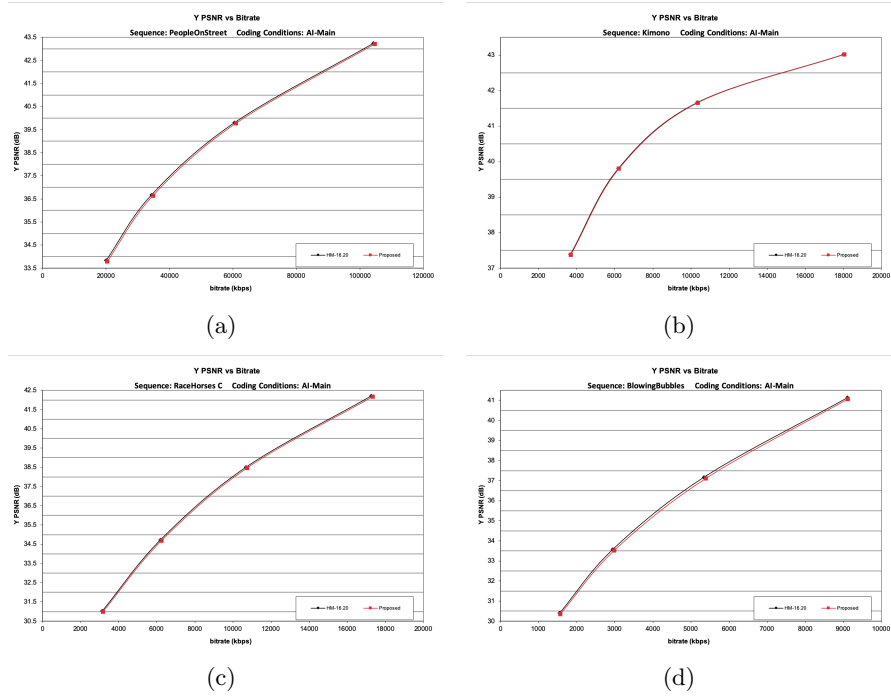 Y PSNR vs Bitrate
Sequence: PeopleOnStreet Coding Conditions: AI-Main
Y PSNR (dB)
43.5
42.5
41.5
40.5
39.5
38.5
37.5
36.5
35.5
34.5
33.5
HM-16.20 Proposed
0 20000 40000 60000 80000 100000 120000
bitrate (kbps)
(a)
Y PSNR vs Bitrate
Sequence: Kimono Coding Conditions: AI-Main
Y PSNR (dB)
43
42
41
40
39
38
37
HM-16.20 Proposed
0 2000 4000 6000 8000 10000 12000 14000 16000 18000 20000
bitrate (kbps)
(b)
Y PSNR vs Bitrate
Sequence: RaceHorses C Coding Conditions: AI-Main
Y PSNR (dB)
42.5
41.5
40.5
39.5
38.5
37.5
36.5
35.5
34.5
33.5
32.5
31.5
30.5
HM-16.20 Proposed
0 2000 4000 6000 8000 10000 12000 14000 16000 18000 20000
bitrate (kbps)
(c)
Y PSNR vs Bitrate
Sequence: BlowingBubbles Coding Conditions: AI-Main
Y PSNR (dB)
41
40
39
38
37
36
35
34
33
32
31
30
HM-16.20 Proposed
0 1000 2000 3000 4000 5000 6000 7000 8000 9000 10000
bitrate (kbps)
(d)